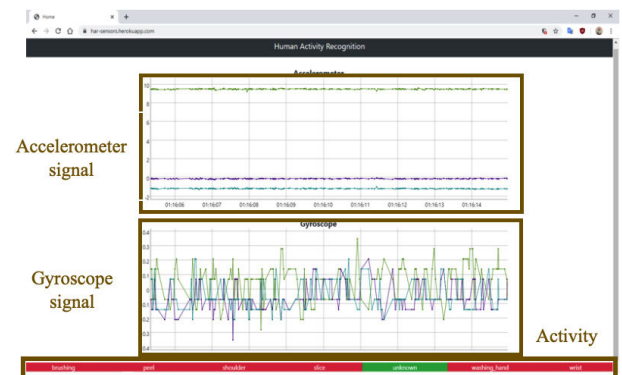 Home
har-sensors.herokuapp.com
Human Activity Recognition
Accelerometer
10
8
6
4
2
0
-2
01:16:06 01:16:07 01:16:08 01:16:09 01:16:10 01:16:11 01:16:12 01:16:13 01:16:14
Accelerometer
signal
Gyroscope
0.4
0.3
0.2
0.1
0
0.1
0.2
0.3
0.4
Gyroscope
signal
Activity
brushing peel shoulder slice unknown washing_hand wrist